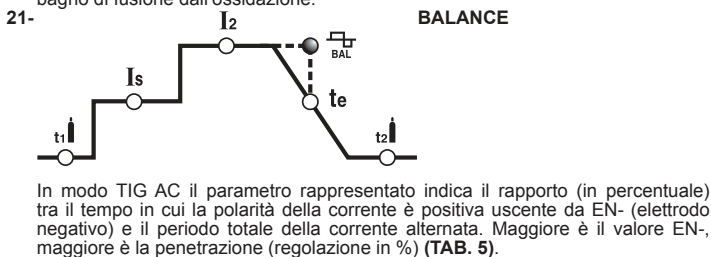 bagno di fusione dall'ossidazione.
21- BALANCE
I2
BAL
Is
te
t1
t2
In modo TIG AC il parametro rappresentato indica il rapporto (in percentuale)
tra il tempo in cui la polarità della corrente è positiva uscente da EN- (elettrodo
negativo) e il periodo totale della corrente alternata. Maggiore è il valore EN-,
maggiore è la penetrazione (regolazione in %) (TAB. 5).